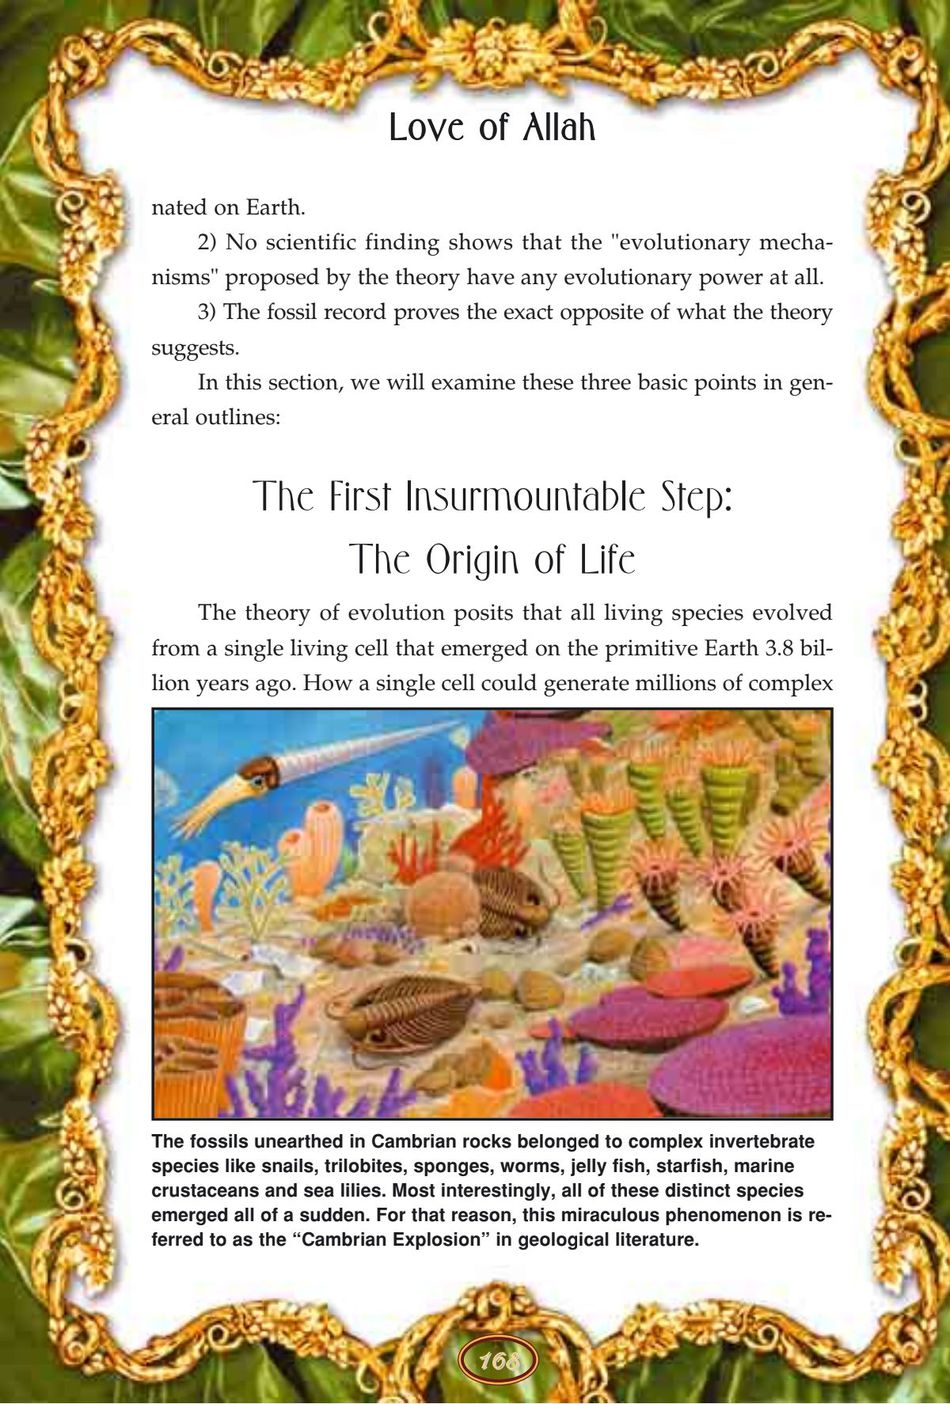 Love of Allah
nated on Earth.
2) No scientific finding shows that the "evolutionary mecha-
nisms" proposed by the theory have any evolutionary power at all.
3) The fossil record proves the exact opposite of what the theory
suggests.
In this section, we will examine these three basic points in gen-
eral outlines:
The First Insurmountable Step:
The Origin of Life
The theory of evolution posits that all living species evolved
from a single living cell that emerged on the primitive Earth 3.8 bil-
lion years ago. How a single cell could generate millions of complex
The fossils unearthed in Cambrian rocks belonged to complex invertebrate
species like snails, trilobites, sponges, worms, jelly fish, starfish, marine
crustaceans and sea lilies. Most interestingly, all of these distinct species
emerged all of a sudden. For that reason, this miraculous phenomenon is re-
ferred to as the “Cambrian Explosion” in geological literature.
168